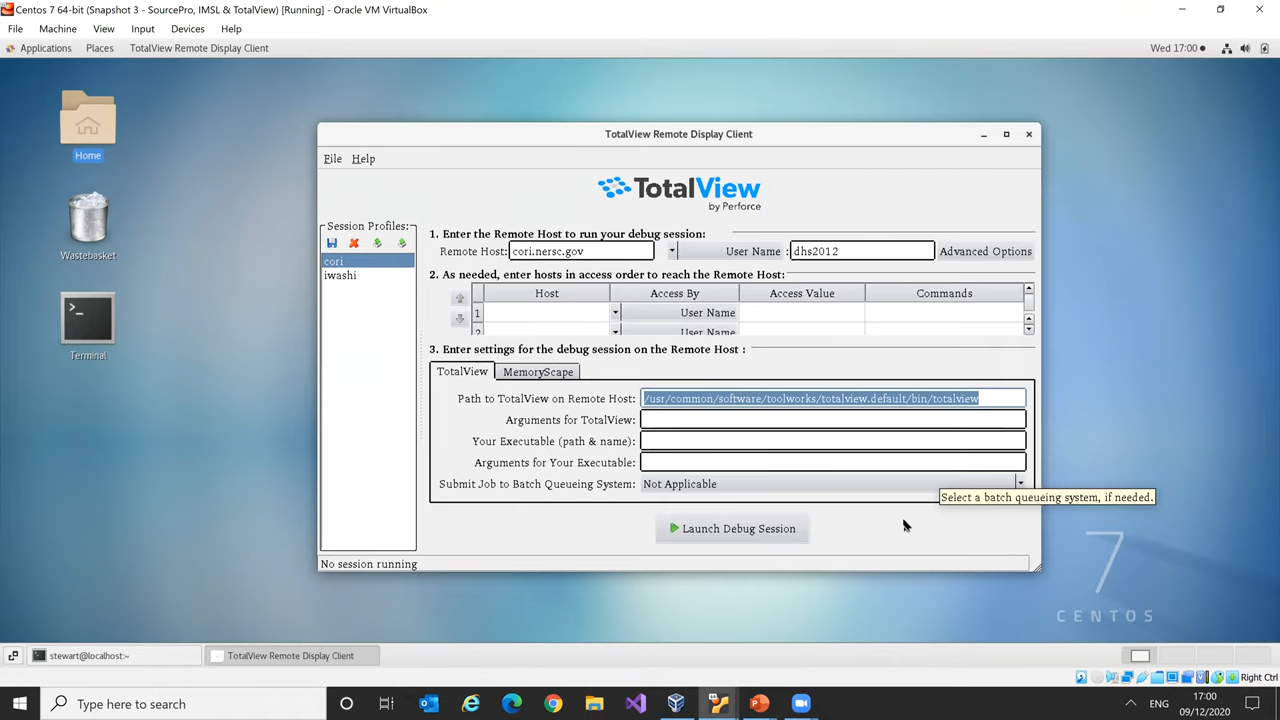 Centos 7 64-bit (Snapshot 3 - SourcePro, IMSL & TotalView) [Running] - Oracle VM VirtualBox
File Machine View Input Devices Help
Applications Places TotalView Remote Display Client Wed 17:00
Home
Wastebasket
>_
Terminal
TotalView Remote Display Client
File Help
TotalView
by Perforce
Session Profiles:
cori
iwashi
1. Enter the Remote Host to run your debug session:
Remote Host: cori.nersc.gov User Name : dhs2012 Advanced Options
2. As needed, enter hosts in access order to reach the Remote Host:
Host Access By Access Value Commands
1 User Name
2 User Name
3. Enter settings for the debug session on the Remote Host :
TotalView MemoryScape
Path to TotalView on Remote Host: /usr/common/software/toolworks/totalview.default/bin/totalview
Arguments for TotalView:
Your Executable (path & name):
Arguments for Your Executable:
Submit Job to Batch Queueing System: Not Applicable
Select a batch queueing system, if needed.
Launch Debug Session
No session running
7
CENTOS
stewart@localhost:~ TotalView Remote Display Client
Right Ctrl
Type here to search
ENG
17:00
09/12/2020